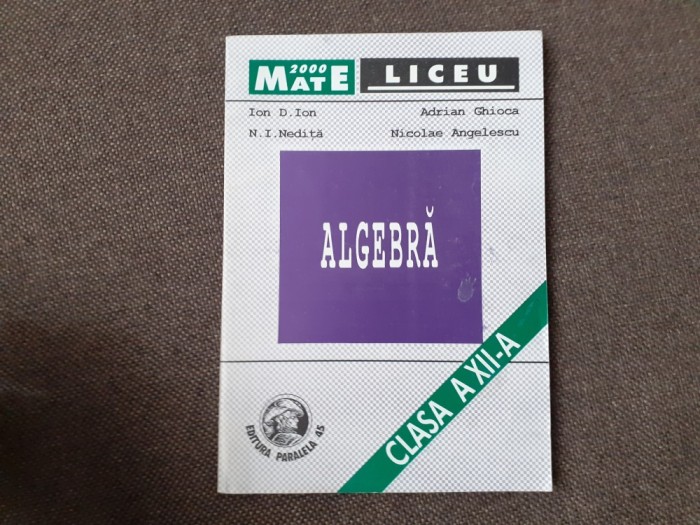 2000
MATE
LICEU
Ion D.Ion
Adrian Ghioca
N.I.Nediță
Nicolae Angelescu
ALGEBRĂ
CLASA A XII-A
EDITURA PARALELA 45